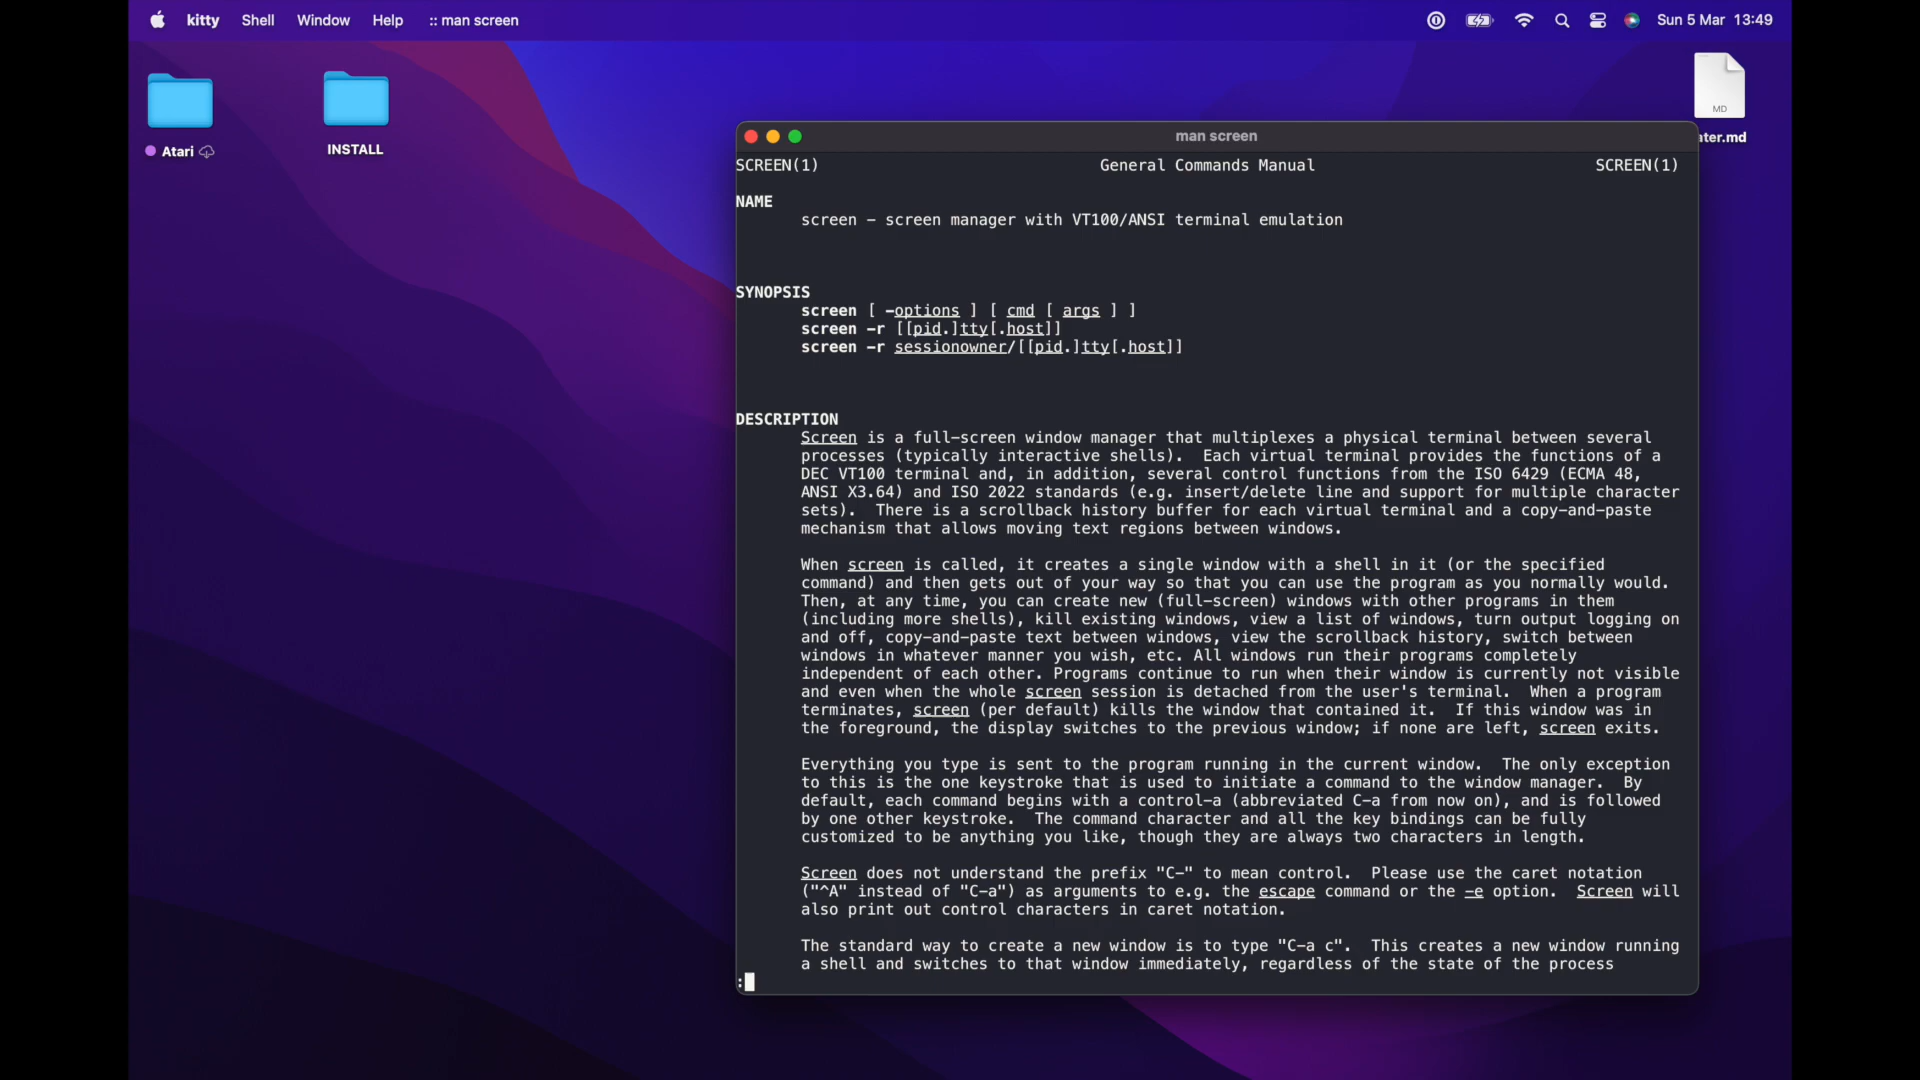 kitty Shell Window Help :: man screen Sun 5 Mar 13:49
Atari
INSTALL
MD
ater.md
man screen
SCREEN(1) General Commands Manual SCREEN(1)
NAME
screen – screen manager with VT100/ANSI terminal emulation
SYNOPSIS
screen [ –options ] [ cmd [ args ] ]
screen –r [[pid.]tty[.host]]
screen –r sessionowner/[[pid.]tty[.host]]
DESCRIPTION
Screen is a full–screen window manager that multiplexes a physical terminal between several
processes (typically interactive shells).  Each virtual terminal provides the functions of a
DEC VT100 terminal and, in addition, several control functions from the ISO 6429 (ECMA 48,
ANSI X3.64) and ISO 2022 standards (e.g. insert/delete line and support for multiple character
sets).  There is a scrollback history buffer for each virtual terminal and a copy–and–paste
mechanism that allows moving text regions between windows.
When screen is called, it creates a single window with a shell in it (or the specified
command) and then gets out of your way so that you can use the program as you normally would.
Then, at any time, you can create new (full–screen) windows with other programs in them
(including more shells), kill existing windows, view a list of windows, turn output logging on
and off, copy–and–paste text between windows, view the scrollback history, switch between
windows in whatever manner you wish, etc. All windows run their programs completely
independent of each other. Programs continue to run when their window is currently not visible
and even when the whole screen session is detached from the user's terminal.  When a program
terminates, screen (per default) kills the window that contained it.  If this window was in
the foreground, the display switches to the previous window; if none are left, screen exits.
Everything you type is sent to the program running in the current window.  The only exception
to this is the one keystroke that is used to initiate a command to the window manager.  By
default, each command begins with a control–a (abbreviated C–a from now on), and is followed
by one other keystroke.  The command character and all the key bindings can be fully
customized to be anything you like, though they are always two characters in length.
Screen does not understand the prefix "C–" to mean control.  Please use the caret notation
("^A" instead of "C–a") as arguments to e.g. the escape command or the –e option.  Screen will
also print out control characters in caret notation.
The standard way to create a new window is to type "C–a c".  This creates a new window running
a shell and switches to that window immediately, regardless of the state of the process
: